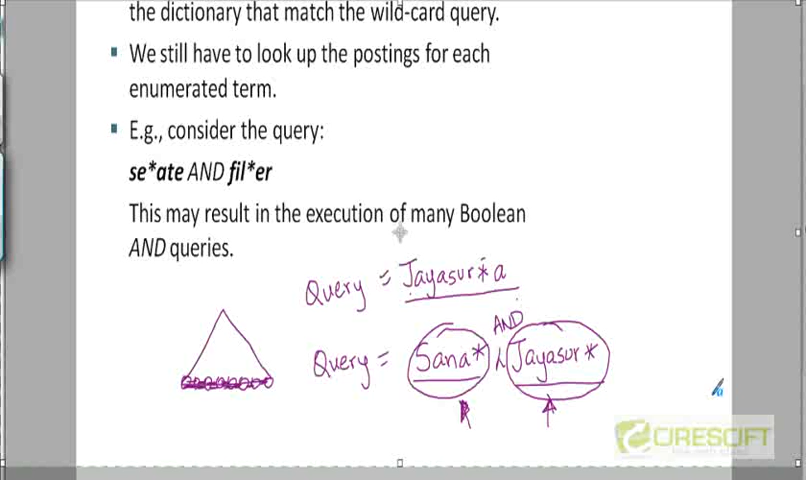 the dictionary that match the wild-card query.
We still have to look up the postings for each
enumerated term.
E.g., consider the query:
se*ate AND fil*er
This may result in the execution of many Boolean
AND queries.
Query = Jayasur*a
AND
Query = Sana* ∧ Jayasur*
CIRESCIFT